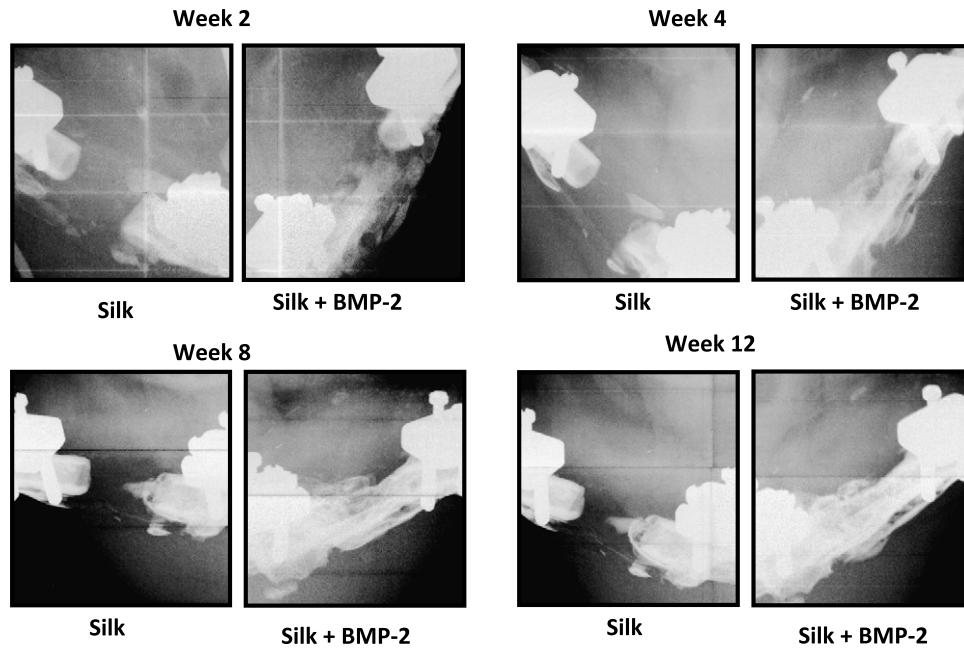 Week 2
Week 4
Silk
Silk + BMP-2
Silk
Silk + BMP-2
Week 8
Week 12
Silk
Silk + BMP-2
Silk
Silk + BMP-2